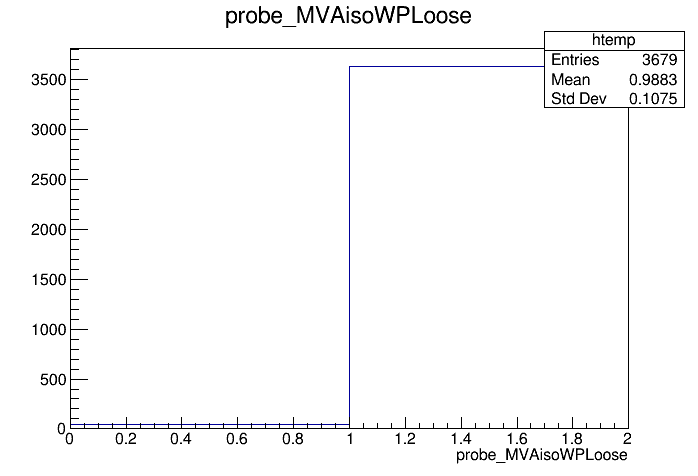 probe_MVAisoWPLoose
htemp
Entries 3679
Mean 0.9883
Std Dev 0.1075
3500
3000
2500
2000
1500
1000
500
0
0 0.2 0.4 0.6 0.8 1 1.2 1.4 1.6 1.8 2
probe_MVAisoWPLoose